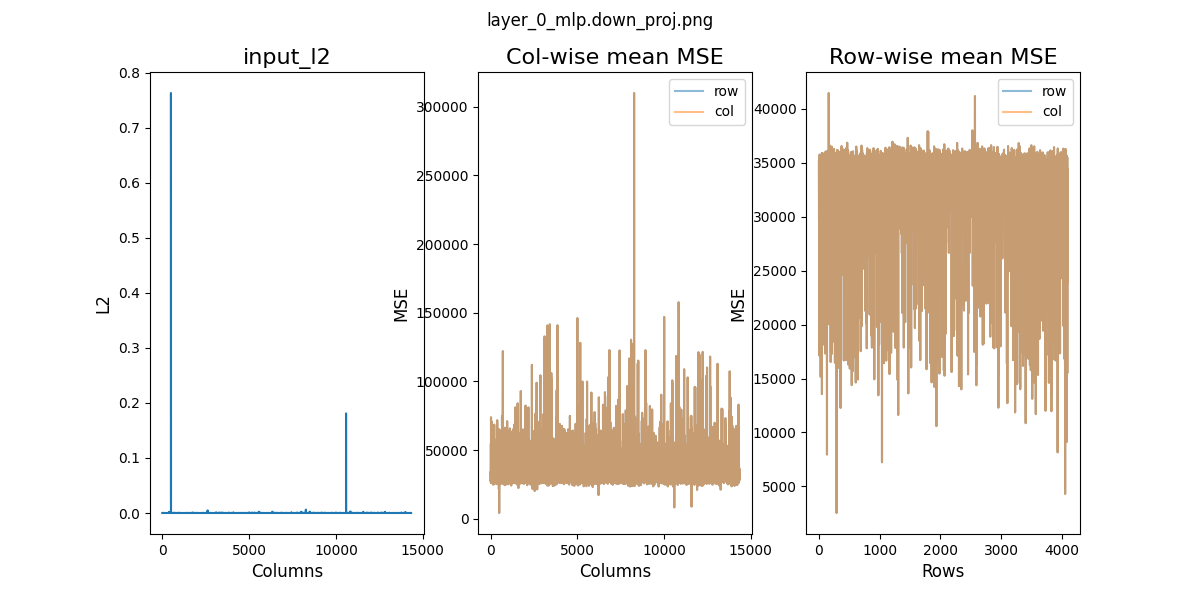 layer_0_mlp.down_proj.png
input_l2
0.8
0.7
0.6
0.5
0.4
0.3
0.2
0.1
0.0
L2
0
5000
10000
15000
Columns
Col-wise mean MSE
row
col
300000
250000
200000
150000
100000
50000
0
MSE
0
5000
10000
15000
Columns
Row-wise mean MSE
row
col
40000
35000
30000
25000
20000
15000
10000
5000
MSE
0
1000
2000
3000
4000
Rows